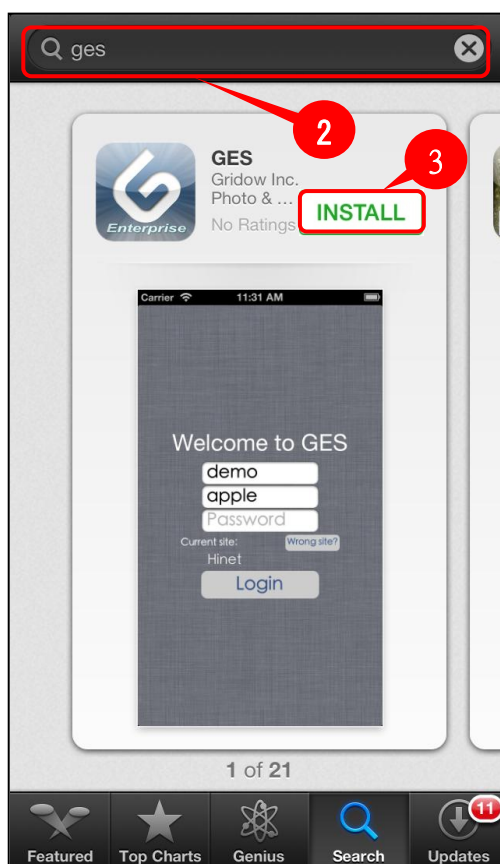 ges
2
GES
Gridow Inc.
Photo & ...
No Ratings
3
INSTALL
Enterprise
Carrier
11:31 AM
Welcome to GES
demo
apple
Password
Current site:
Wrong site?
Hinet
Login
1 of 21
11
Featured
Top Charts
Genius
Search
Updates